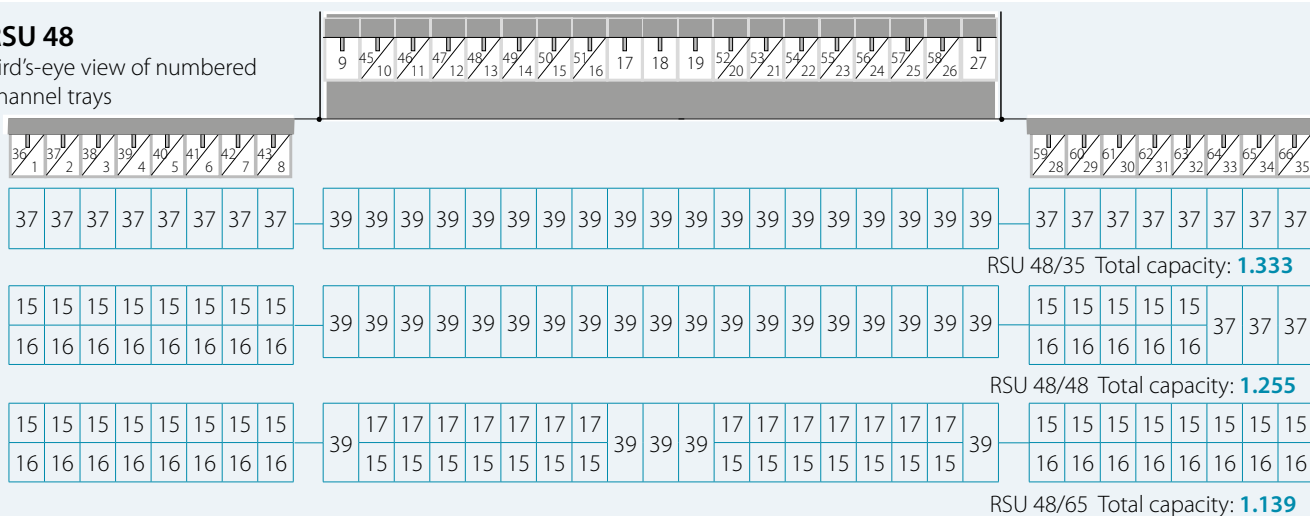 RSU 48
ird's-eye view of numbered
hannel trays
45 46 47 48 49 50 51 52 53 54 55 56 57 58
9 10 11 12 13 14 15 16 17 18 19 20 21 22 23 24 25 26 27
36 37 38 39 40 41 42 43 59 60 61 62 63 64 65 66
1 2 3 4 5 6 7 8 28 29 30 31 32 33 34 35
37 37 37 37 37 37 37 37 39 39 39 39 39 39 39 39 39 39 39 39 39 39 39 39 39 39 39 37 37 37 37 37 37 37 37
RSU 48/35 Total capacity: 1.333
15 15 15 15 15 15 15 15 15 15 15 15 15
39 39 39 39 39 39 39 39 39 39 39 39 39 39 39 39 39 39 39 37 37 37
16 16 16 16 16 16 16 16 16 16 16 16 16
RSU 48/48 Total capacity: 1.255
15 15 15 15 15 15 15 15 17 17 17 17 17 17 17 17 17 17 17 17 17 17 15 15 15 15 15 15 15 15
39 39 39 39 39
16 16 16 16 16 16 16 16 15 15 15 15 15 15 15 15 15 15 15 15 15 15 16 16 16 16 16 16 16 16
RSU 48/65 Total capacity: 1.139